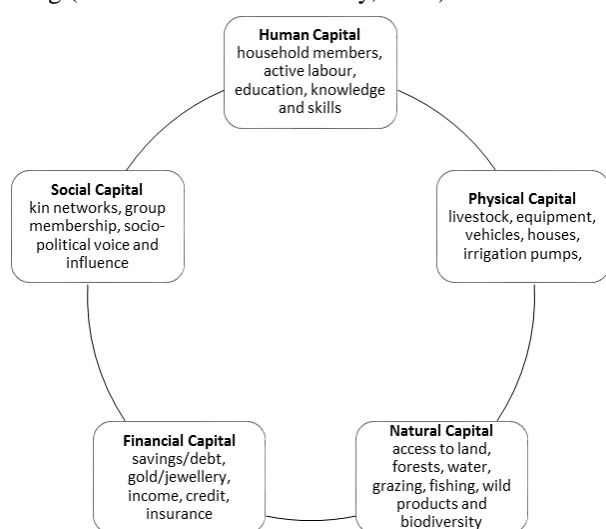 Human Capital
household members,
active labour,
education, knowledge
and skills
Social Capital
kin networks, group
membership, socio-
political voice and
influence
Physical Capital
livestock, equipment,
vehicles, houses,
irrigation pumps,
Financial Capital
savings/debt,
gold/jewellery,
income, credit,
insurance
Natural Capital
access to land,
forests, water,
grazing, fishing, wild
products and
biodiversity